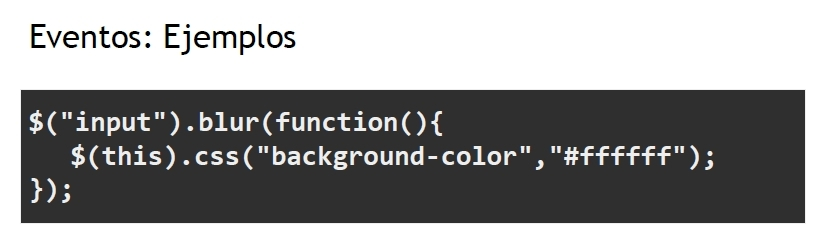 Eventos: Ejemplos
$("input").blur(function(){
$(this).css("background-color","#ffffff");
});